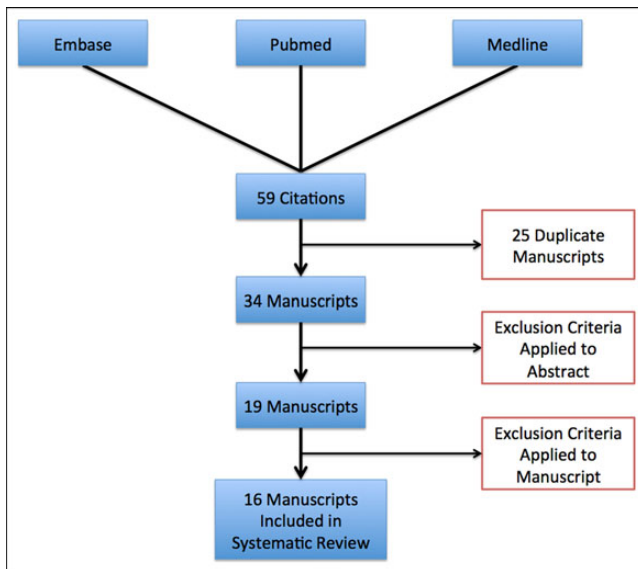 Embase
Pubmed
Medline
59 Citations
25 Duplicate
Manuscripts
34 Manuscripts
Exclusion Criteria
Applied to
Abstract
19 Manuscripts
Exclusion Criteria
Applied to
Manuscript
16 Manuscripts
Included in
Systematic Review